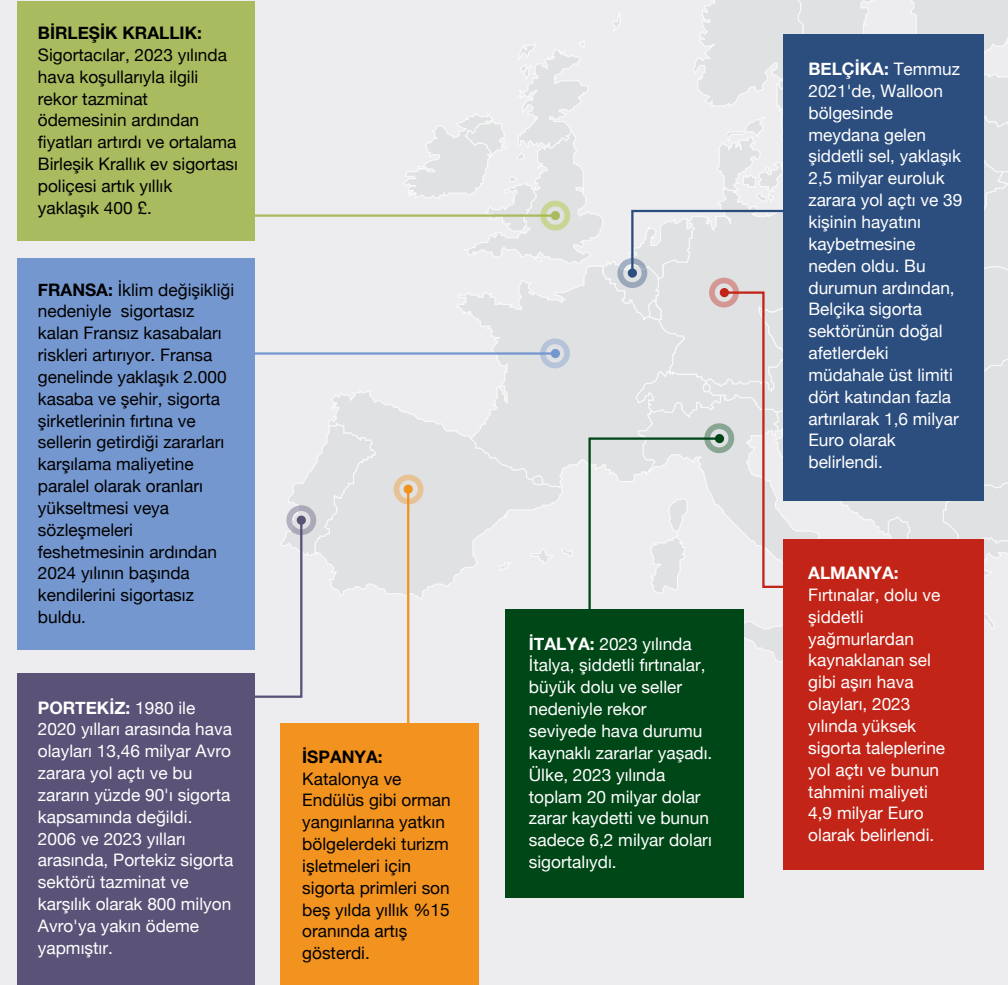 BİRLEŞİK KRALLIK:
Sigortacılar, 2023 yılında
hava koşullarıyla ilgili
rekor tazminat
ödemesinin ardından
fiyatları artırdı ve ortalama
Birleşik Krallık ev sigortası
poliçesi artık yıllık
yaklaşık 400 £.
FRANSA: İklim değişikliği
nedeniyle sigortasız
kalan Fransız kasabaları
riskleri artırıyor. Fransa
genelinde yaklaşık 2.000
kasaba ve şehir, sigorta
şirketlerinin fırtına ve
sellerin getirdiği zararları
karşılama maliyetine
paralel olarak oranları
yükseltmesi veya
sözleşmeleri
feshetmesinin ardından
2024 yılının başında
kendilerini sigortasız
buldu.
PORTEKİZ: 1980 ile
2020 yılları arasında hava
olayları 13,46 milyar Avro
zarara yol açtı ve bu
zararın yüzde 90'ı sigorta
kapsamında değildi.
2006 ve 2023 yılları
arasında, Portekiz sigorta
sektörü tazminat ve
karşılık olarak 800 milyon
Avro'ya yakın ödeme
yapmıştır.
İSPANYA:
Katalonya ve
Endülüs gibi orman
yangınlarına yatkın
bölgelerdeki turizm
işletmeleri için
sigorta primleri son
beş yılda yıllık %15
oranında artış
gösterdi.
İTALYA: 2023 yılında
İtalya, şiddetli fırtınalar,
büyük dolu ve seller
nedeniyle rekor
seviyede hava durumu
kaynaklı zararlar yaşadı.
Ülke, 2023 yılında
toplam 20 milyar dolar
zarar kaydetti ve bunun
sadece 6,2 milyar doları
sigortalıydı.
BELÇİKA: Temmuz
2021'de, Walloon
bölgesinde
meydana gelen
şiddetli sel, yaklaşık
2,5 milyar euroluk
zarara yol açtı ve 39
kişinin hayatını
kaybetmesine
neden oldu. Bu
durumun ardından,
Belçika sigorta
sektörünün doğal
afetlerdeki
müdahale üst limiti
dört katından fazla
artırılarak 1,6 milyar
Euro olarak
belirlendi.
ALMANYA:
Fırtınalar, dolu ve
şiddetli
yağmurlardan
kaynaklanan sel
gibi aşırı hava
olayları, 2023
yılında yüksek
sigorta taleplerine
yol açtı ve bunun
tahmini maliyeti
4,9 milyar Euro
olarak belirlendi.